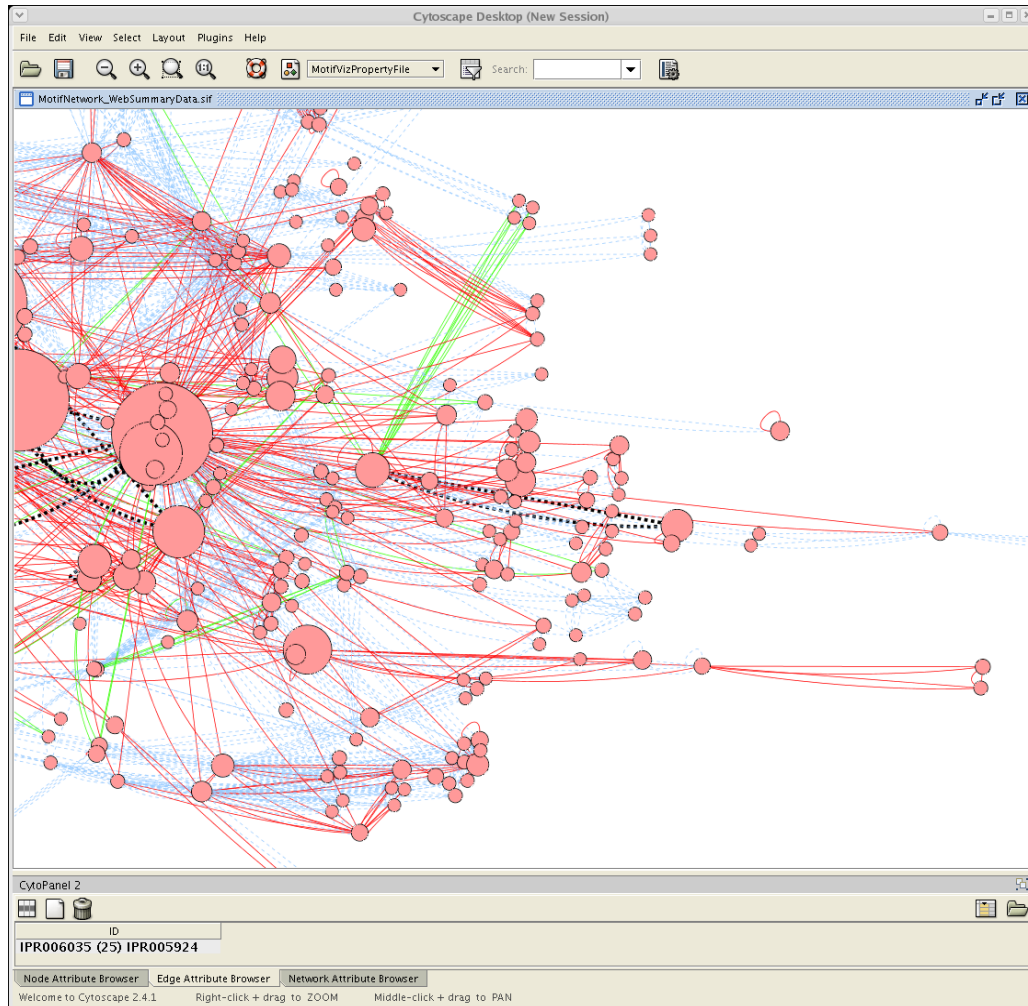 Cytoscape Desktop (New Session)
File Edit View Select Layout Plugins Help
1:1 MotifVizPropertyFile Search:
MotifNetwork_WebSummaryData.sif
CytoPanel 2
ID
IPR006035 (25) IPR005924
Node Attribute Browser Edge Attribute Browser Network Attribute Browser
Welcome to Cytoscape 2.4.1 Right-click + drag to ZOOM Middle-click + drag to PAN